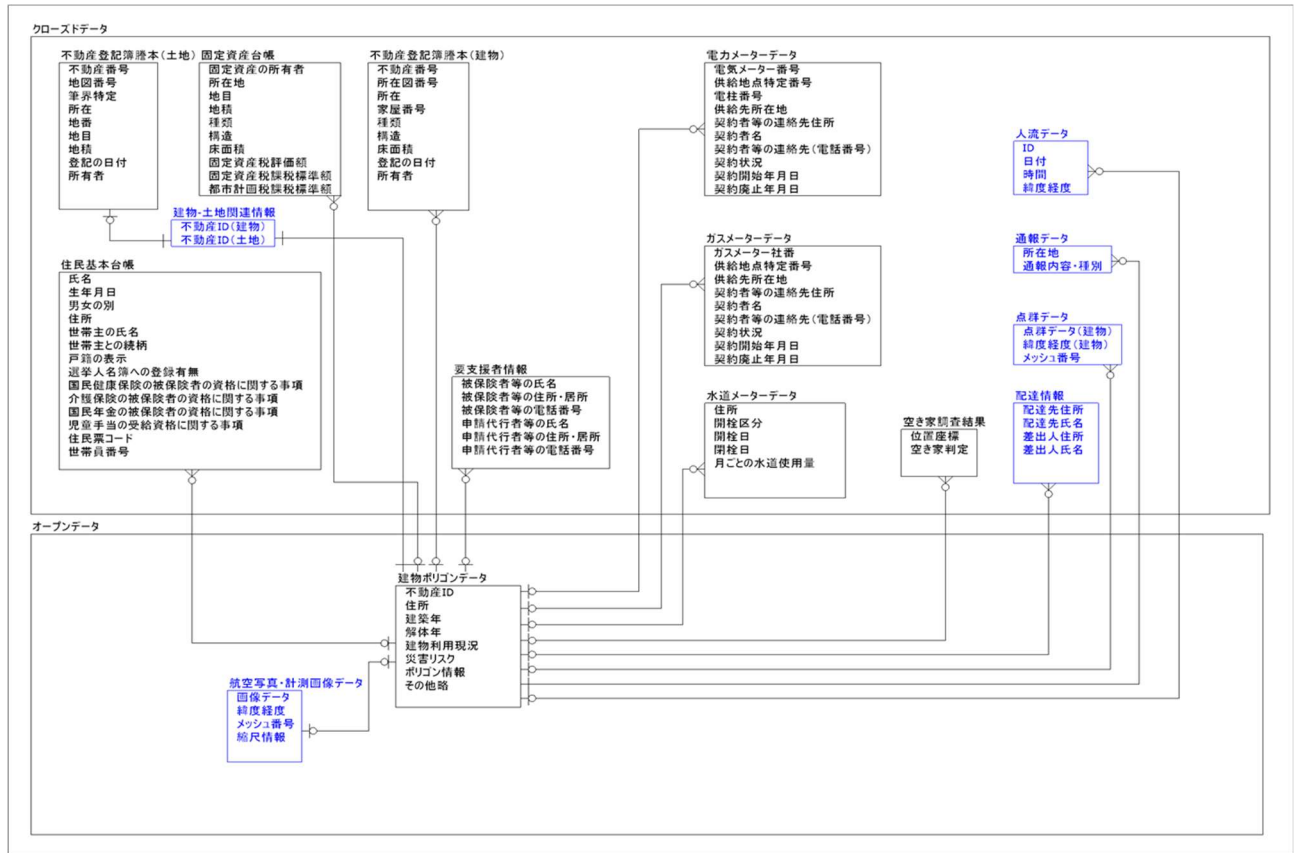 クローズドデータ
不動産登記簿謄本(土地)
不動産番号
地図番号
筆界特定
所在
地番
地目
地積
登記の日付
所有者
固定資産台帳
固定資産の所有者
所在地
地目
地積
種類
構造
床面積
固定資産税評価額
固定資産税課税標準額
都市計画税課税標準額
不動産登記簿謄本(建物)
不動産番号
所在図番号
所在
家屋番号
種類
構造
床面積
登記の日付
所有者
建物-土地関連情報
不動産ID(建物)
不動産ID(土地)
住民基本台帳
氏名
生年月日
男女の別
住所
世帯主の氏名
世帯主との続柄
戸籍の表示
選挙人名簿への登録有無
国民健康保険の被保険者の資格に関する事項
介護保険の被保険者の資格に関する事項
国民年金の被保険者の資格に関する事項
児童手当の受給資格に関する事項
住民票コード
世帯員番号
要支援者情報
被保険者等の氏名
被保険者等の住所・居所
被保険者等の電話番号
申請代行者等の氏名
申請代行者等の住所・居所
申請代行者等の電話番号
電力メーターデータ
電気メーター番号
供給地点特定番号
電柱番号
供給先所在地
契約者等の連絡先住所
契約者名
契約者等の連絡先(電話番号)
契約状況
契約開始年月日
契約廃止年月日
ガスメーターデータ
ガスメーター社番
供給地点特定番号
供給先所在地
契約者等の連絡先住所
契約者名
契約者等の連絡先(電話番号)
契約状況
契約開始年月日
契約廃止年月日
水道メーターデータ
住所
開栓区分
開栓日
閉栓日
月ごとの水道使用量
空き家調査結果
位置座標
空き家判定
人流データ
ID
日付
時間
緯度経度
通報データ
所在地
通報内容・種別
点群データ
点群データ(建物)
緯度経度(建物)
メッシュ番号
配達情報
配達先住所
配達先氏名
差出人住所
差出人氏名
オープンデータ
建物ポリゴンデータ
不動産ID
住所
建築年
解体年
建物利用現況
災害リスク
ポリゴン情報
その他略
航空写真・計測画像データ
画像データ
緯度経度
メッシュ番号
縮尺情報